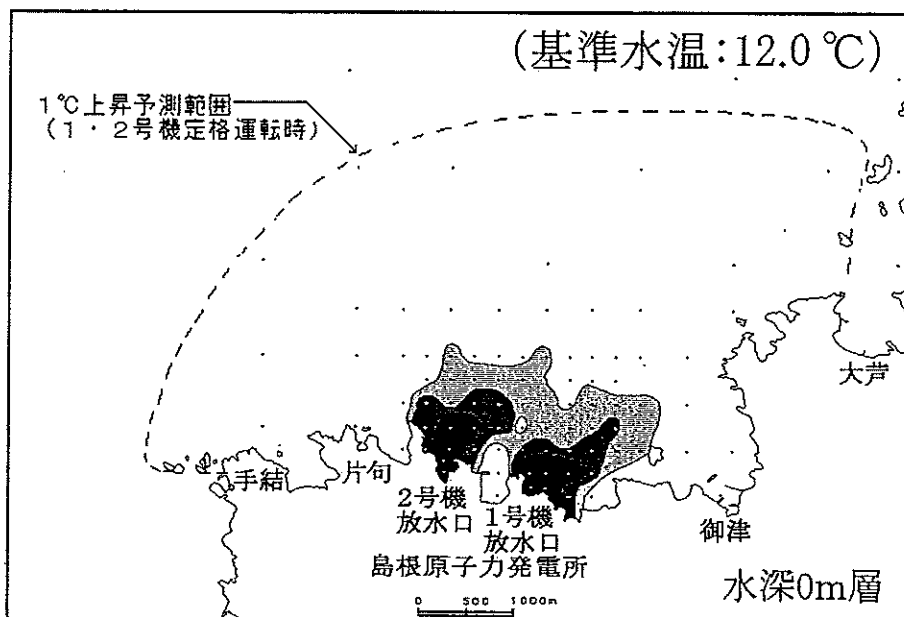 (基準水温:12.0℃)
1℃上昇予測範囲
(1・2号機定格運転時)
大芦
手結
片句
2号機
放水口
1号機
放水口
御津
島根原子力発電所
水深0m層
0 500 1000m